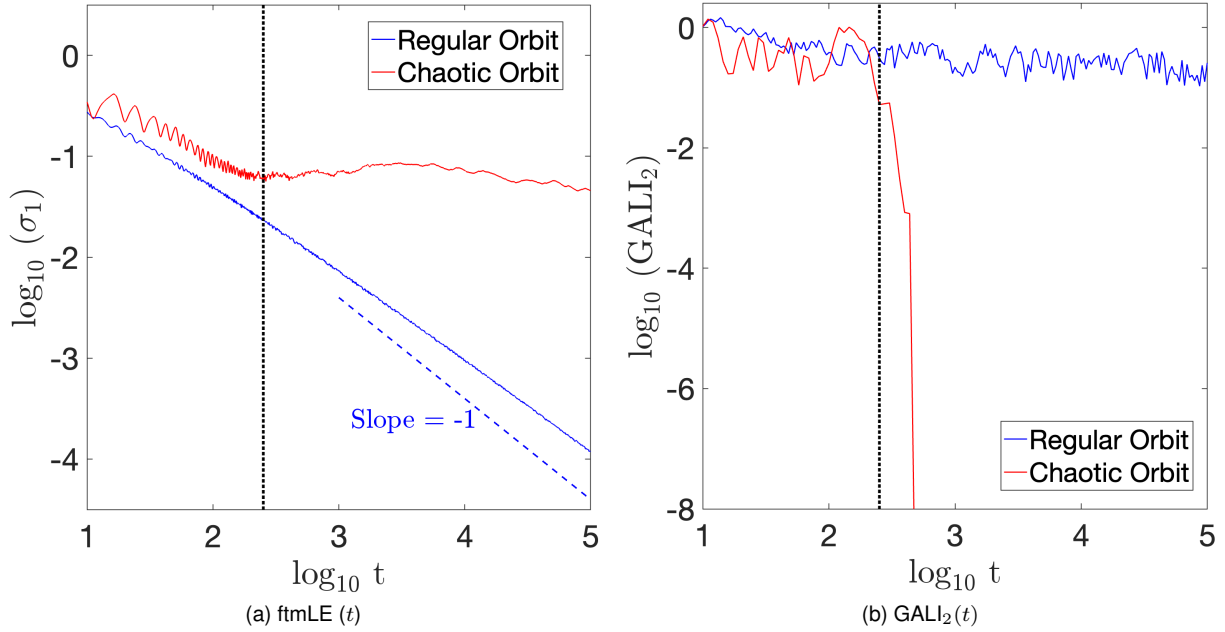 Regular Orbit
Chaotic Orbit
0
-1
-2
-3
-4
log₁₀ (σ₁)
Slope = -1
1
2
3
4
5
log₁₀ t
(a) ftmLE (t)
0
-2
-4
-6
-8
log₁₀ (GALI₂)
Regular Orbit
Chaotic Orbit
1
2
3
4
5
log₁₀ t
(b) GALI₂(t)